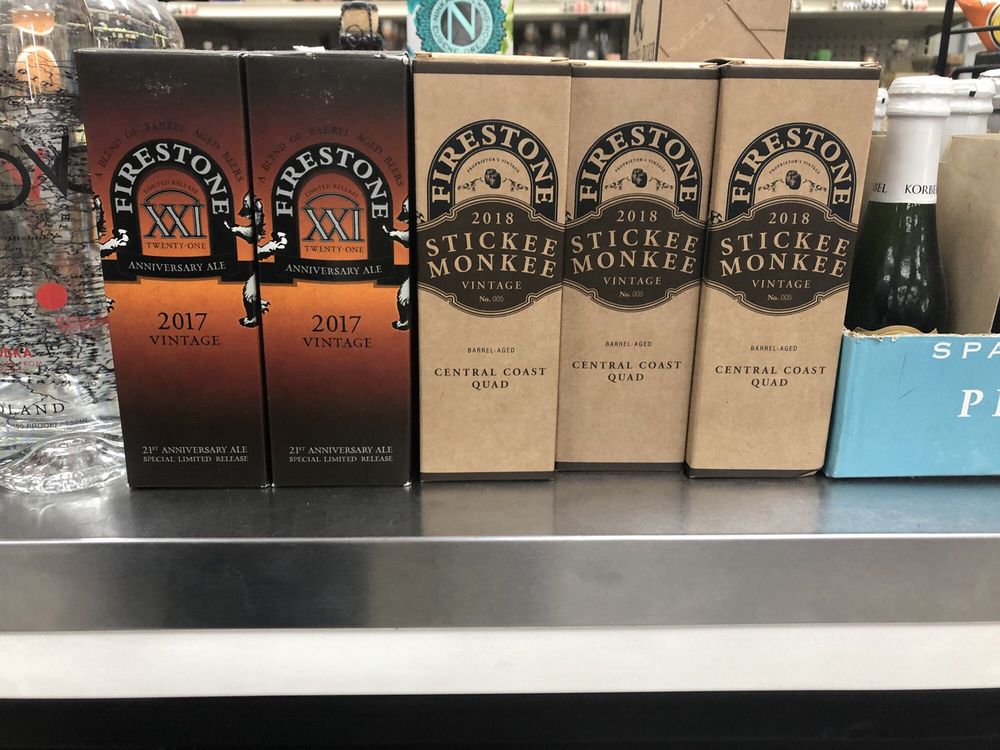 A BLEND OF BARREL AGED BEERS
FIRESTONE
LIMITED RELEASE
XXI
TWENTY-ONE
ANNIVERSARY ALE
2017
VINTAGE
21ST ANNIVERSARY ALE
SPECIAL LIMITED RELEASE
A BLEND OF BARREL AGED BEERS
FIRESTONE
LIMITED RELEASE
XXI
TWENTY-ONE
ANNIVERSARY ALE
2017
VINTAGE
21ST ANNIVERSARY ALE
SPECIAL LIMITED RELEASE
FIRESTONE
PROPRIETOR'S VINTAGE
2018
STICKEE
MONKEE
VINTAGE
No. 005
BARREL-AGED
CENTRAL COAST
QUAD
FIRESTONE
PROPRIETOR'S VINTAGE
2018
STICKEE
MONKEE
VINTAGE
No. 005
BARREL-AGED
CENTRAL COAST
QUAD
FIRESTONE
PROPRIETOR'S VINTAGE
2018
STICKEE
MONKEE
VINTAGE
No. 005
BARREL-AGED
CENTRAL COAST
QUAD
BEL KORBE
SPA
P
N
OLAND
750ML